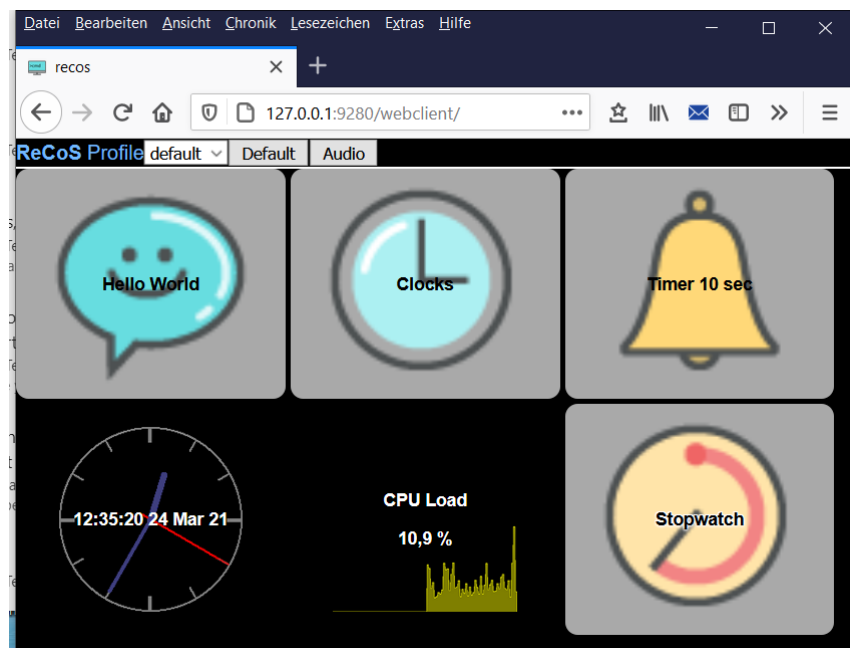 Datei Bearbeiten Ansicht Chronik Lesezeichen Extras Hilfe
recos
127.0.0.1:9280/webclient/
ReCoS Profile default Default Audio
Hello World
Clocks
Timer 10 sec
12:35:20 24 Mar 21
CPU Load
10,9 %
Stopwatch